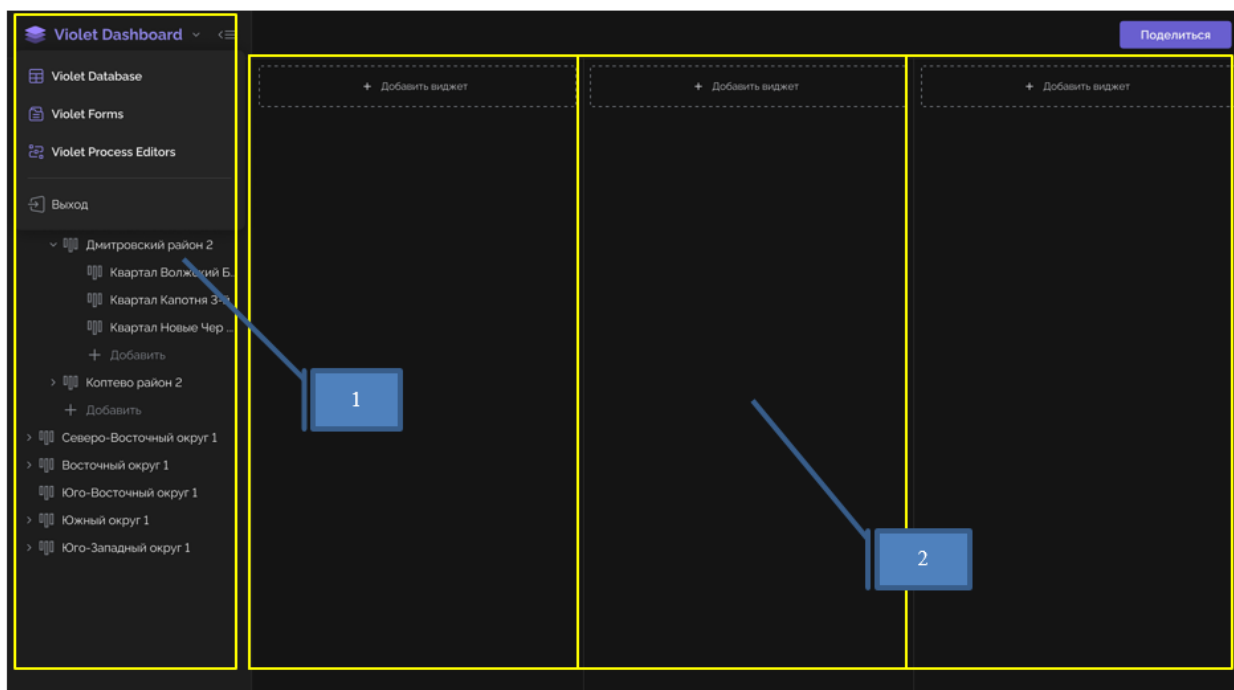 Violet Dashboard
Поделиться
Violet Database
Violet Forms
Violet Process Editors
Выход
+ Добавить виджет
+ Добавить виджет
+ Добавить виджет
Дмитровский район 2
Квартал Волжский Б...
Квартал Капотня 3-й
Квартал Новые Чер ...
+ Добавить
Коптево район 2
+ Добавить
Северо-Восточный округ 1
Восточный округ 1
Юго-Восточный округ 1
Южный округ 1
Юго-Западный округ 1
1
2